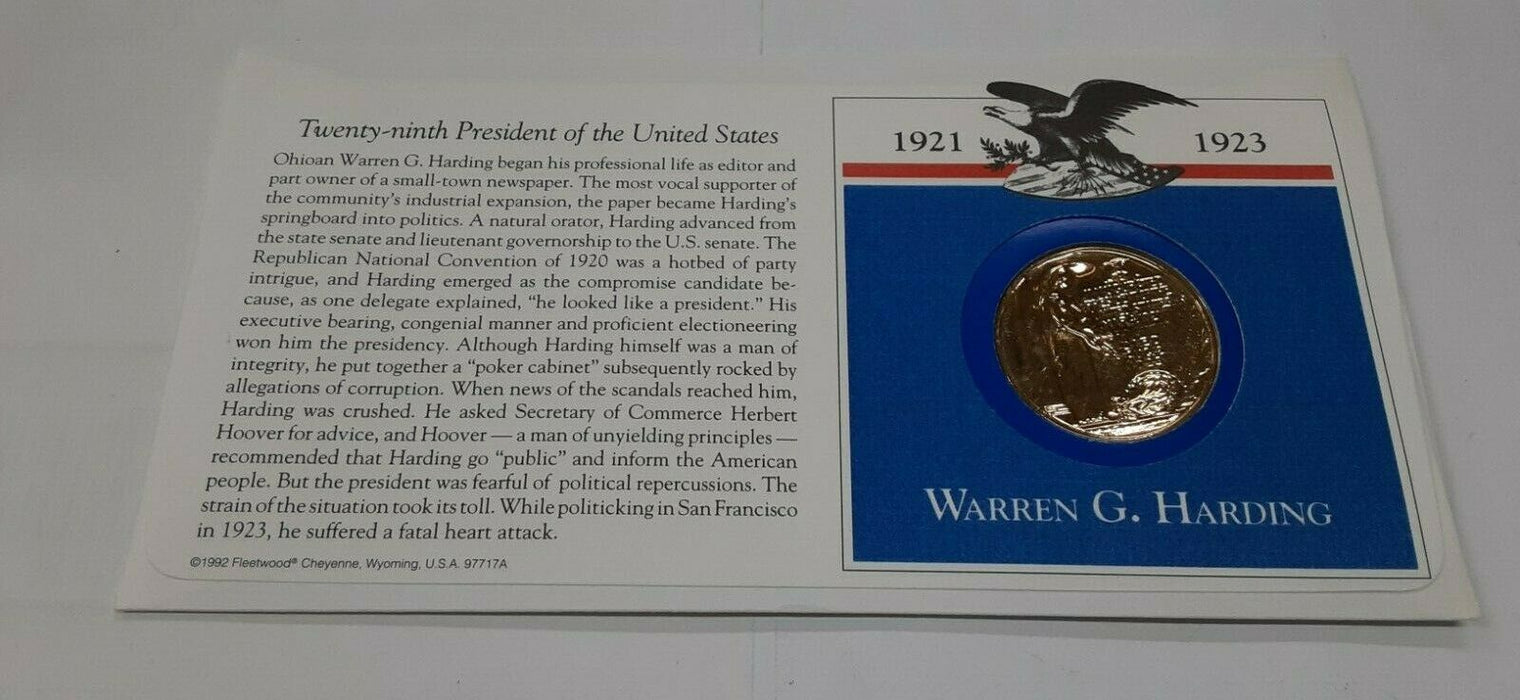 Twenty-ninth President of the United States
Ohioan Warren G. Harding began his professional life as editor and
part owner of a small-town newspaper. The most vocal supporter of
the community's industrial expansion, the paper became Harding's
springboard into politics. A natural orator, Harding advanced from
the state senate and lieutenant governorship to the U.S. senate. The
Republican National Convention of 1920 was a hotbed of party
intrigue, and Harding emerged as the compromise candidate be-
cause, as one delegate explained, “he looked like a president.” His
executive bearing, congenial manner and proficient electioneering
won him the presidency. Although Harding himself was a man of
integrity, he put together a “poker cabinet” subsequently rocked by
allegations of corruption. When news of the scandals reached him,
Harding was crushed. He asked Secretary of Commerce Herbert
Hoover for advice, and Hoover — a man of unyielding principles —
recommended that Harding go “public” and inform the American
people. But the president was fearful of political repercussions. The
strain of the situation took its toll. While politicking in San Francisco
in 1923, he suffered a fatal heart attack.
©1992 Fleetwood® Cheyenne, Wyoming, U.S.A. 97717A
1921 1923
WARREN G. HARDING